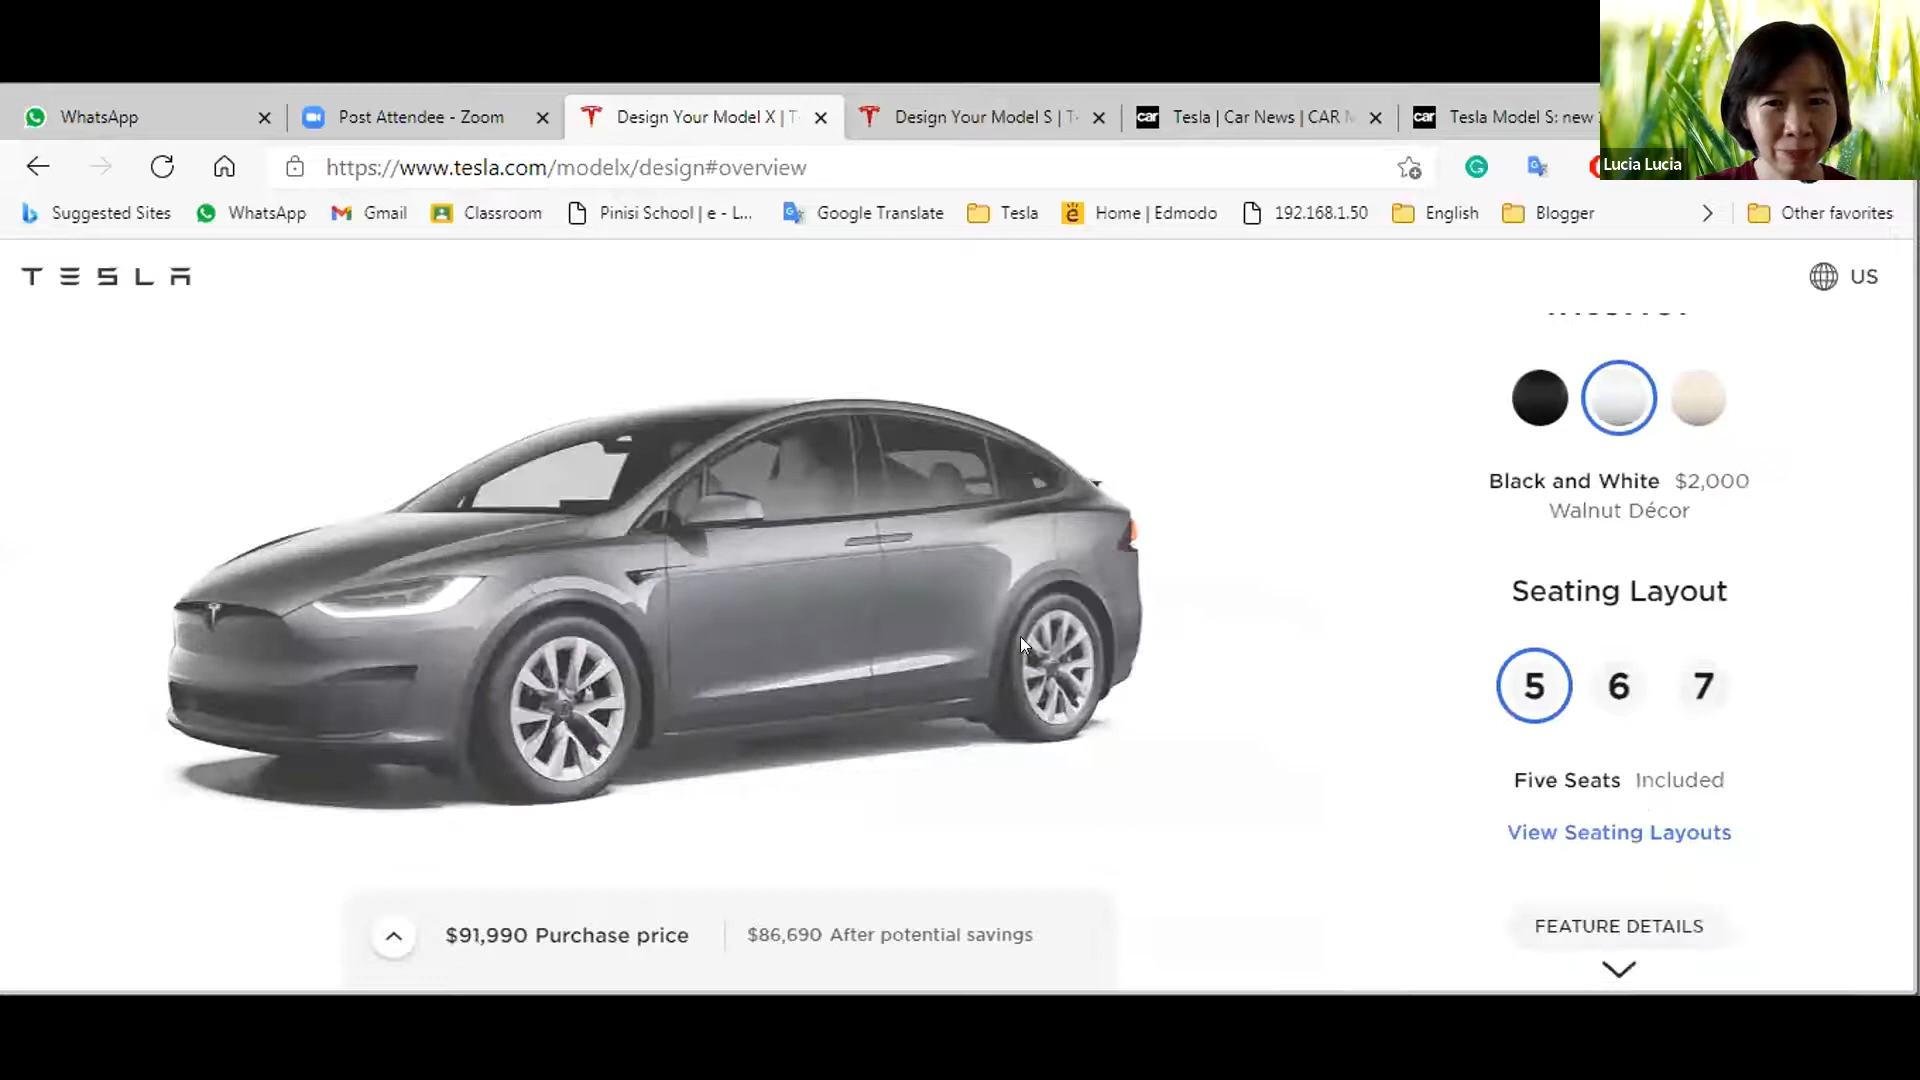 WhatsApp
Post Attendee - Zoom
Design Your Model X | T
Design Your Model S | T
Tesla | Car News | CAR M
Tesla Model S: new
Lucia Lucia
https://www.tesla.com/modelx/design#overview
Suggested Sites
WhatsApp
Gmail
Classroom
Pinisi School | e - L...
Google Translate
Tesla
Home | Edmodo
192.168.1.50
English
Blogger
Other favorites
TESLA
US
Black and White $2,000
Walnut Décor
Seating Layout
5 6 7
Five Seats Included
View Seating Layouts
$91,990 Purchase price
$86,690 After potential savings
FEATURE DETAILS